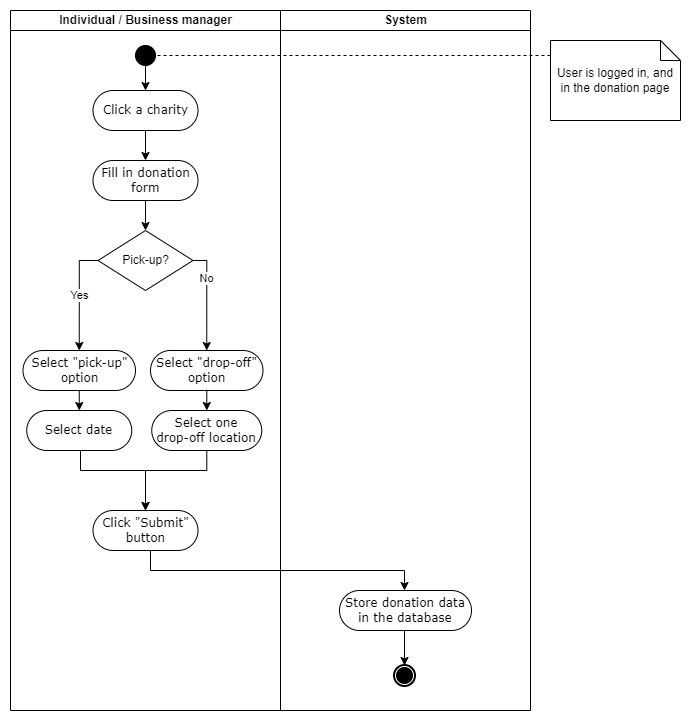 Individual / Business manager
System
User is logged in, and
in the donation page
Click a charity
Fill in donation
form
Pick-up?
No
Yes
Select "pick-up"
option
Select "drop-off"
option
Select date
Select one
drop-off location
Click "Submit"
button
Store donation data
in the database